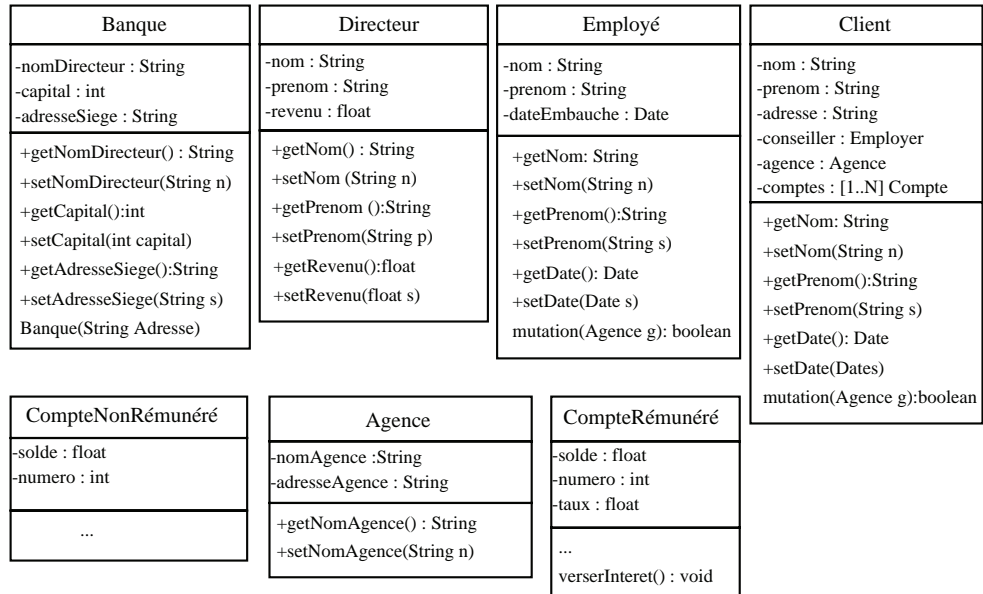 Banque
-nomDirecteur : String
-capital : int
-adresseSiege : String
+getNomDirecteur() : String
+setNomDirecteur(String n)
+getCapital():int
+setCapital(int capital)
+getAdresseSiege():String
+setAdresseSiege(String s)
Banque(String Adresse)
Directeur
-nom : String
-prenom : String
-revenu : float
+getNom() : String
+setNom (String n)
+getPrenom ():String
+setPrenom(String p)
+getRevenu():float
+setRevenu(float s)
Employé
-nom : String
-prenom : String
-dateEmbauche : Date
+getNom: String
+setNom(String n)
+getPrenom():String
+setPrenom(String s)
+getDate(): Date
+setDate(Date s)
mutation(Agence g): boolean
Client
-nom : String
-prenom : String
-adresse : String
-conseiller : Employer
-agence : Agence
-comptes : [1..N] Compte
+getNom: String
+setNom(String n)
+getPrenom():String
+setPrenom(String s)
+getDate(): Date
+setDate(Dates)
mutation(Agence g):boolean
CompteNonRémunéré
-solde : float
-numero : int
...
Agence
-nomAgence :String
-adresseAgence : String
+getNomAgence() : String
+setNomAgence(String n)
CompteRémunéré
-solde : float
-numero : int
-taux : float
...
verserInteret() : void